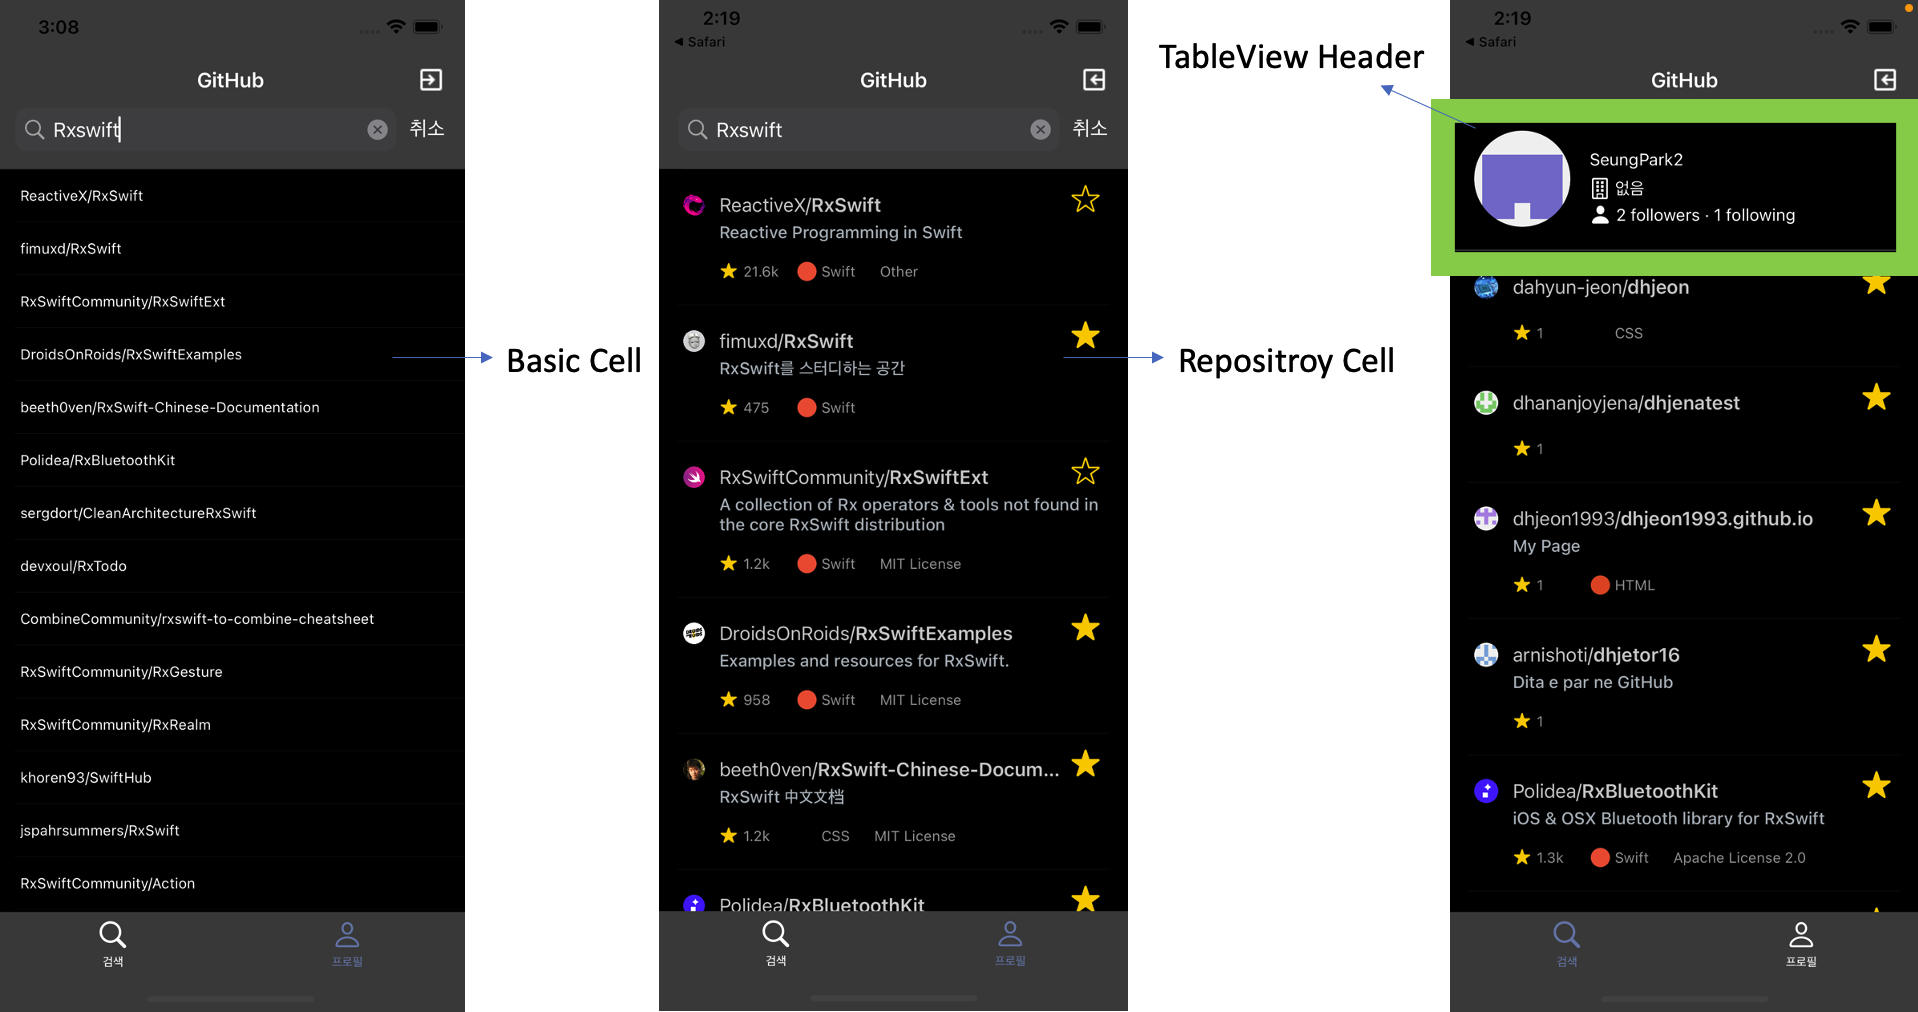 3:08
GitHub
Rxswift
취소
ReactiveX/RxSwift
fimuxd/RxSwift
RxSwiftCommunity/RxSwiftExt
DroidsOnRoids/RxSwiftExamples
beeth0ven/RxSwift-Chinese-Documentation
Polidea/RxBluetoothKit
sergdort/CleanArchitectureRxSwift
devxoul/RxTodo
CombineCommunity/rxswift-to-combine-cheatsheet
RxSwiftCommunity/RxGesture
RxSwiftCommunity/RxRealm
khoren93/SwiftHub
jspahrsummers/RxSwift
RxSwiftCommunity/Action
검색
프로필
Basic Cell
2:19
◀ Safari
GitHub
Rxswift
취소
ReactiveX/RxSwift
Reactive Programming in Swift
21.6k Swift Other
fimuxd/RxSwift
RxSwift를 스터디하는 공간
475 Swift
RxSwiftCommunity/RxSwiftExt
A collection of Rx operators & tools not found in
the core RxSwift distribution
1.2k Swift MIT License
DroidsOnRoids/RxSwiftExamples
Examples and resources for RxSwift.
958 Swift MIT License
beeth0ven/RxSwift-Chinese-Docum...
RxSwift 中文文档
1.2k CSS MIT License
Polidea/RxBluetoothKit
검색
프로필
Repositroy Cell
TableView Header
2:19
◀ Safari
GitHub
SeungPark2
없음
2 followers · 1 following
dahyun-jeon/dhjeon
1 CSS
dhananjoyjena/dhjenatest
1
dhjeon1993/dhjeon1993.github.io
My Page
1 HTML
arnishoti/dhjetor16
Dita e par ne GitHub
1
Polidea/RxBluetoothKit
iOS & OSX Bluetooth library for RxSwift
1.3k Swift Apache License 2.0
검색
프로필